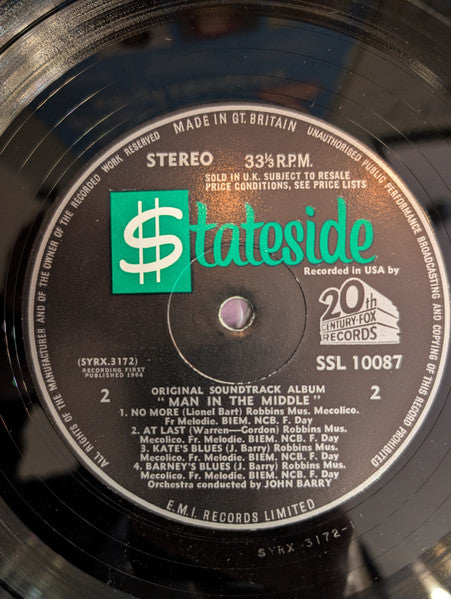 MADE IN GT. BRITAIN
ALL RIGHTS OF THE MANUFACTURER AND OF THE OWNER OF THE RECORDED WORK RESERVED
UNAUTHORISED PUBLIC PERFORMANCE BROADCASTING AND COPYING OF THIS RECORD PROHIBITED
STEREO 33⅓ R.P.M.
SOLD IN U.K. SUBJECT TO RESALE
PRICE CONDITIONS, SEE PRICE LISTS
$tateside
Recorded in USA by
20th
CENTURY-FOX
RECORDS
(SYRX.3172)
RECORDING FIRST
PUBLISHED 1964
SSL 10087
2
2
ORIGINAL SOUNDTRACK ALBUM
"MAN IN THE MIDDLE"
1. NO MORE (Lionel Bart) Robbins Mus. Mecolico.
Fr Melodie. BIEM. NCB. F. Day
2. AT LAST (Warren—Gordon) Robbins Mus.
Mecolico. Fr. Melodie. BIEM. NCB. F. Day
3. KATE'S BLUES (J. Barry) Robbins Mus.
Mecolico. Fr. Melodie. BIEM. NCB. F. Day
4. BARNEY'S BLUES (J. Barry) Robbins Mus.
Mecolico. Fr. Melodie. BIEM. NCB. F. Day
Orchestra conducted by JOHN BARRY
E.M.I. RECORDS LIMITED
SYRX.3172-